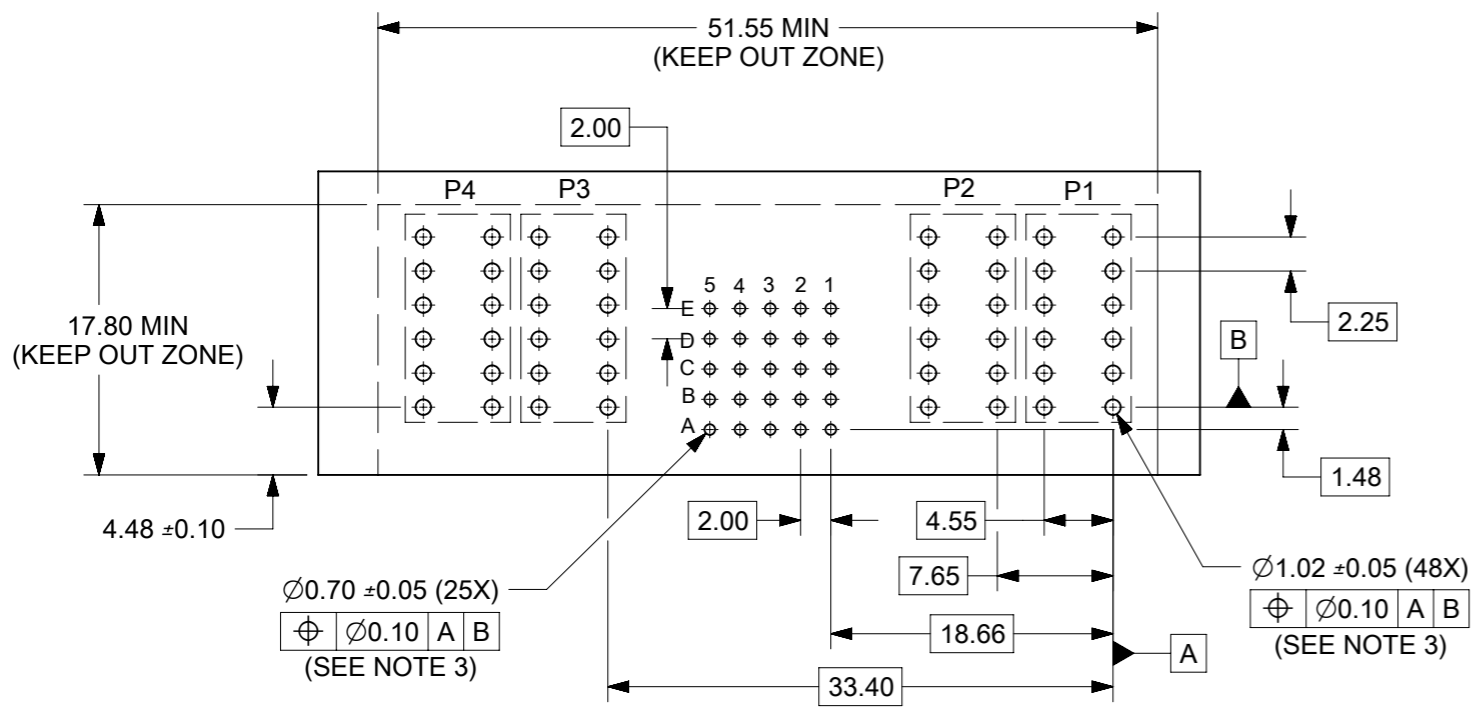 51.55 MIN
(KEEP OUT ZONE)
2.00
P4 P3 P2 P1
5 4 3 2 1
E
D
C
B
A
17.80 MIN
(KEEP OUT ZONE)
2.25
B
1.48
4.48 ±0.10
2.00
4.55
7.65
18.66
33.40
A
∅0.70 ±0.05 (25X)
⌖ ∅0.10 A B
(SEE NOTE 3)
∅1.02 ±0.05 (48X)
⌖ ∅0.10 A B
(SEE NOTE 3)